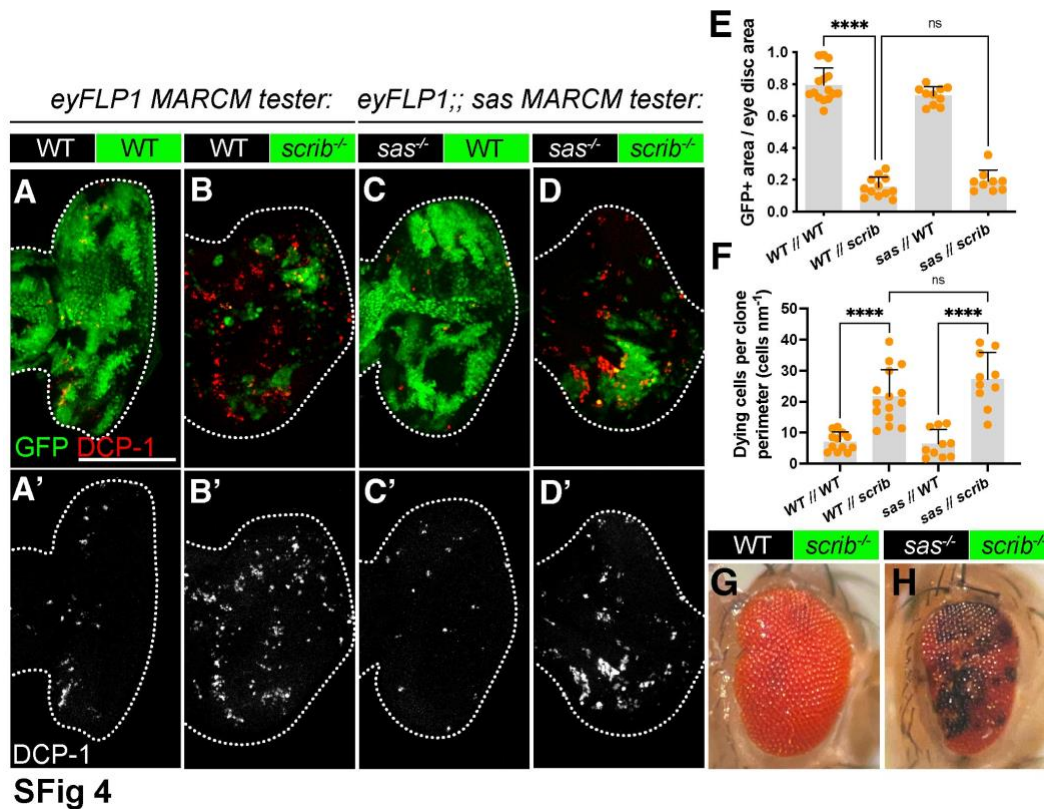 eyFLP1 MARCM tester:
eyFLP1;; sas MARCM tester:
WT
WT
WT
scrib-/-
sas-/-
WT
sas-/-
scrib-/-
A
B
C
D
GFP DCP-1
A'
B'
C'
D'
DCP-1
E
GFP+ area / eye disc area
1.0
0.8
0.6
0.4
0.2
0.0
****
ns
WT // WT
WT // scrib
sas // WT
sas // scrib
F
Dying cells per clone
perimeter (cells nm-1)
50
40
30
20
10
0
ns
****
****
WT // WT
WT // scrib
sas // WT
sas // scrib
WT
scrib-/-
sas-/-
scrib-/-
G
H
SFig 4